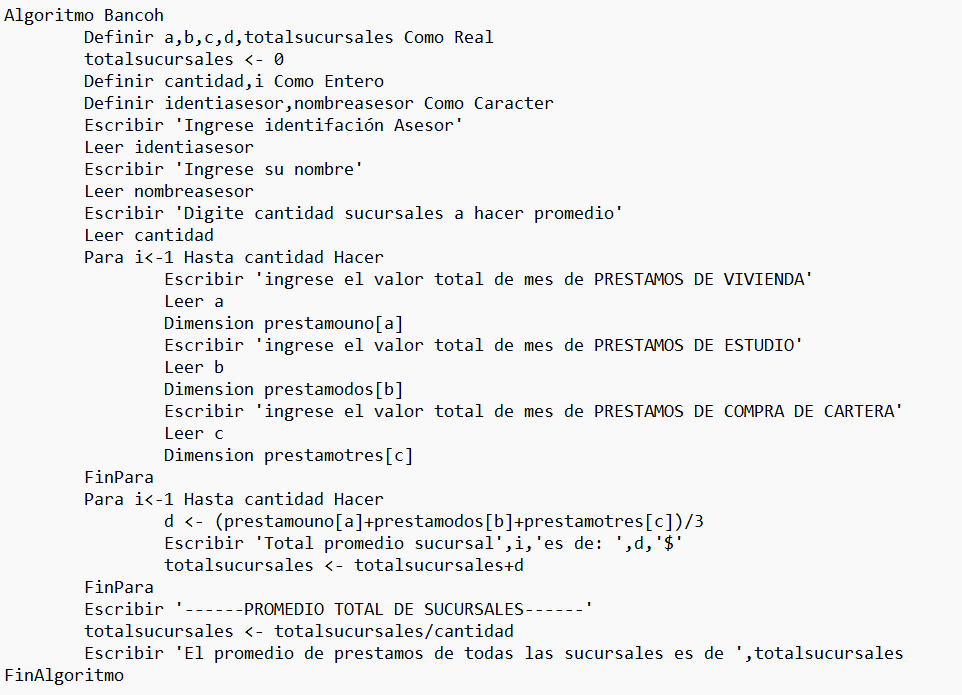 Algoritmo Bancoh
Definir a,b,c,d,totalsucursales Como Real
totalsucursales <- 0
Definir cantidad,i Como Entero
Definir identiasesor,nombreasesor Como Caracter
Escribir 'Ingrese identifación Asesor'
Leer identiasesor
Escribir 'Ingrese su nombre'
Leer nombreasesor
Escribir 'Digite cantidad sucursales a hacer promedio'
Leer cantidad
Para i<-1 Hasta cantidad Hacer
Escribir 'ingrese el valor total de mes de PRESTAMOS DE VIVIENDA'
Leer a
Dimension prestamouno[a]
Escribir 'ingrese el valor total de mes de PRESTAMOS DE ESTUDIO'
Leer b
Dimension prestamodos[b]
Escribir 'ingrese el valor total de mes de PRESTAMOS DE COMPRA DE CARTERA'
Leer c
Dimension prestamotres[c]
FinPara
Para i<-1 Hasta cantidad Hacer
d <- (prestamouno[a]+prestamodos[b]+prestamotres[c])/3
Escribir 'Total promedio sucursal',i,'es de: ',d,'$'
totalsucursales <- totalsucursales+d
FinPara
Escribir '------PROMEDIO TOTAL DE SUCURSALES------'
totalsucursales <- totalsucursales/cantidad
Escribir 'El promedio de prestamos de todas las sucursales es de ',totalsucursales
FinAlgoritmo